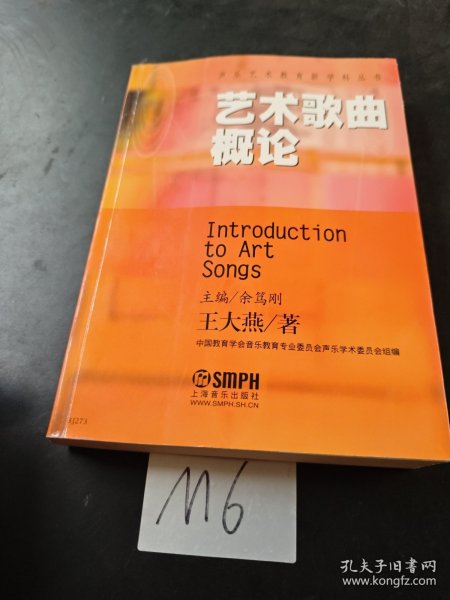 声乐艺术教育新学科丛书
艺术歌曲
概论
Introduction
to Art
Songs
主编/余笃刚
王大燕/著
中国教育学会音乐教育专业委员会声乐学术委员会组编
SMPH
上海音乐出版社
WWW.SMPH.SH.CN
sj273
M6
孔夫子旧书网
www.kongfz.com